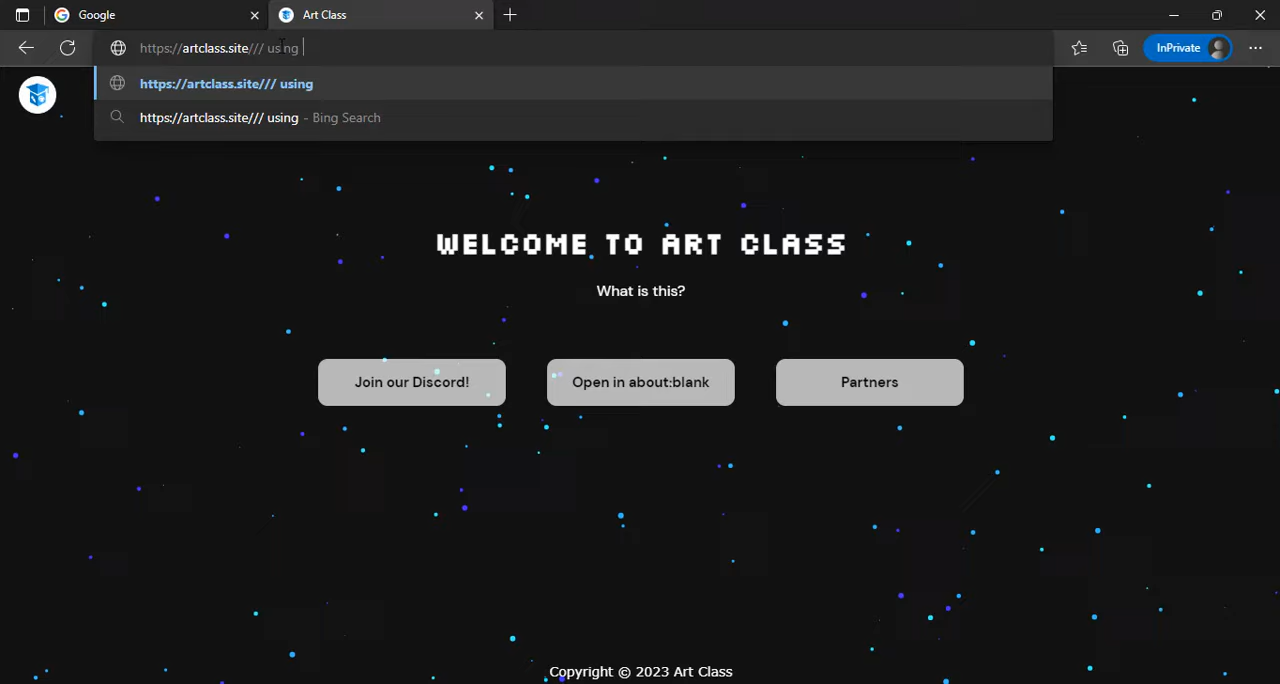 Google
Art Class
https://artclass.site/// using
InPrivate
https://artclass.site/// using
https://artclass.site/// using - Bing Search
WELCOME TO ART CLASS
What is this?
Join our Discord!
Open in about:blank
Partners
Copyright © 2023 Art Class